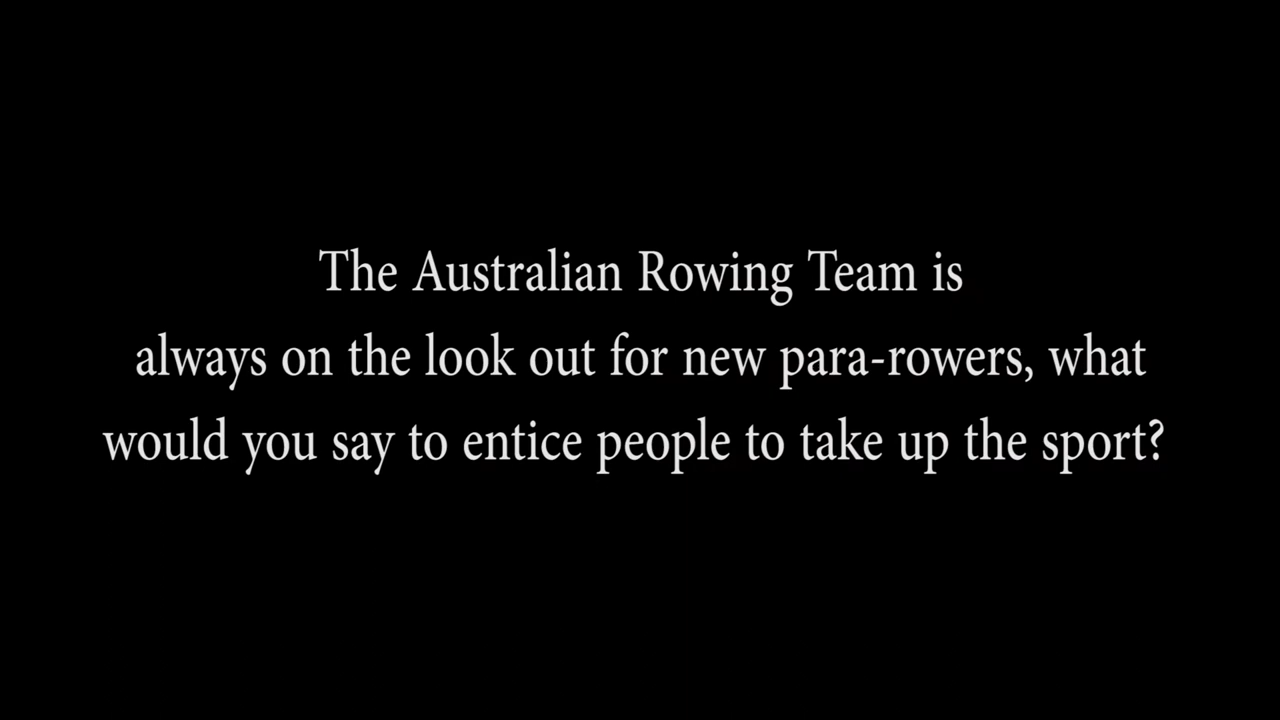 The Australian Rowing Team is
always on the look out for new para-rowers, what
would you say to entice people to take up the sport?